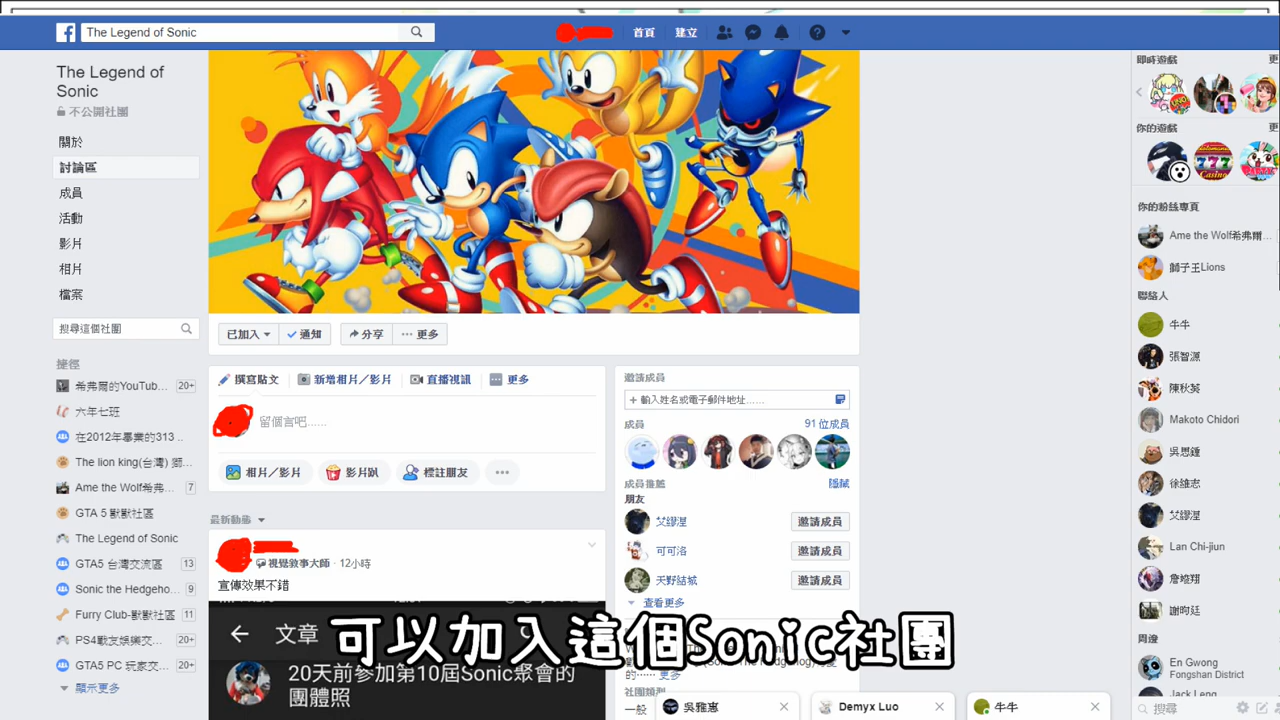 The Legend of Sonic
首頁
建立
The Legend of
Sonic
不公開社團
關於
討論區
成員
活動
影片
相片
檔案
搜尋這個社團
捷徑
希弗爾的YouTub... 20+
六年七班
在2012年畢業的313 ..
The lion king(台灣) 獅...
Ame the Wolf希弗... 7
GTA 5 獸獸社區
The Legend of Sonic
GTA5 台灣交流區 13
Sonic the Hedgeho... 9
Furry Club-獸獸社區 11
PS4戰友娛樂交... 20+
GTA5 PC 玩家交... 20+
顯示更多
已加入
通知
分享
更多
撰寫貼文
新增相片／影片
直播視訊
更多
留個言吧......
相片／影片
影片趴
標註朋友
最新動態
視覺敘事大師 · 12小時
宣傳效果不錯
文章
20天前參加第10屆Sonic聚會的
團體照
邀請成員
+ 輸入姓名或電子郵件地址......
成員
91 位成員
成員推薦
隱藏
朋友
艾繆湦
邀請成員
可可洛
邀請成員
天野結城
邀請成員
查看更多
更多
社團類型
一般
可以加入這個Sonic社團
吳雅惠
Demyx Luo
牛牛
即時遊戲
更
你的遊戲
更
你的粉絲專頁
Ame the Wolf希弗爾...
獅子王Lions
聯絡人
牛牛
張智源
陳秋葵
Makoto Chidori
吳思鍾
徐維志
艾繆湦
Lan Chi-jiun
詹竣翔
謝昀廷
周邊
En Gwong
Fongshan District
Jack Leng
搜尋